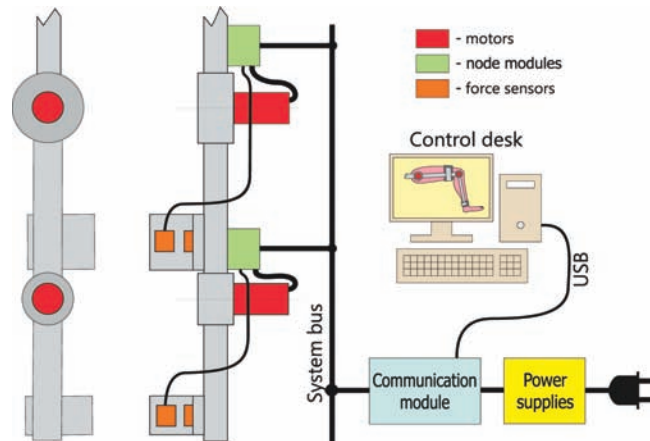 - motors
- node modules
- force sensors
Control desk
USB
System bus
Communication
module
Power
supplies